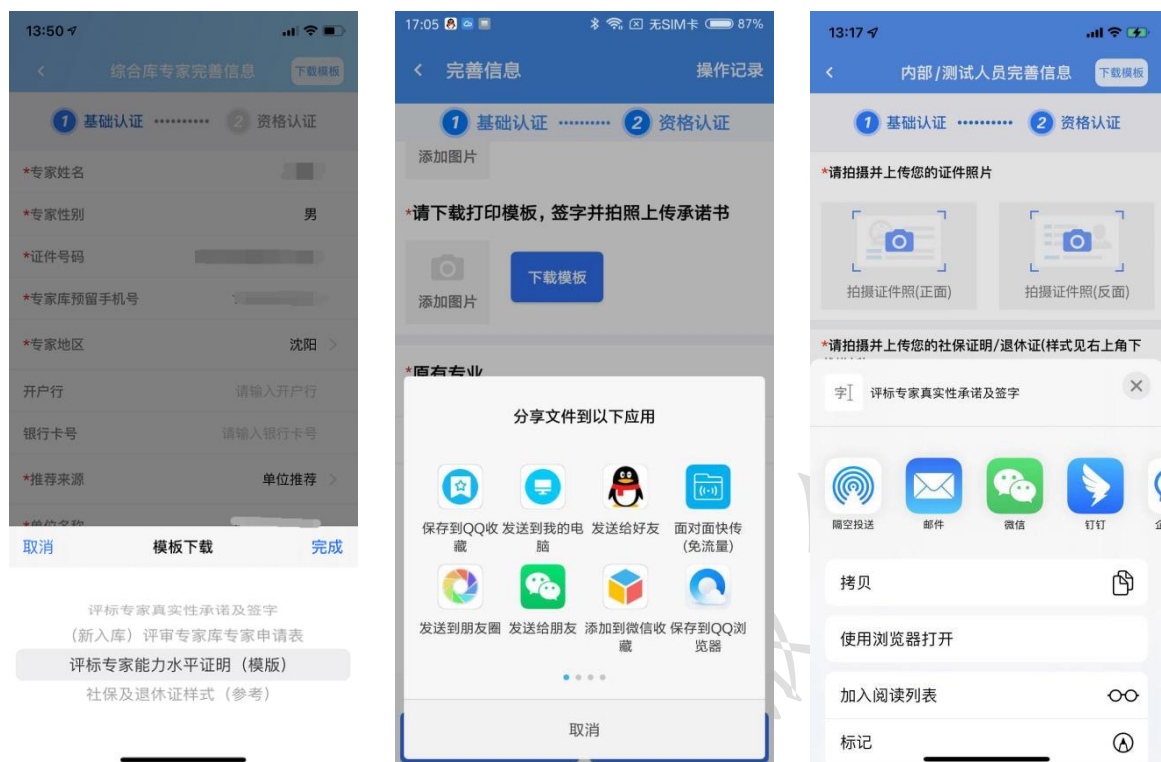 13:50
综合库专家完善信息
下载模板
1 基础认证 2 资格认证
*专家姓名
*专家性别 男
*证件号码
*专家库预留手机号
*专家地区 沈阳
开户行 请输入开户行
银行卡号 请输入银行卡号
*推荐来源 单位推荐
*单位名称
取消 模板下载 完成
评标专家真实性承诺及签字
（新入库）评审专家库专家申请表
评标专家能力水平证明（模版）
社保及退休证样式（参考）
17:05 无SIM卡 87%
完善信息 操作记录
1 基础认证 2 资格认证
添加图片
*请下载打印模板，签字并拍照上传承诺书
添加图片 下载模板
*原有专业
分享文件到以下应用
保存到QQ收藏
发送到我的电脑
发送给好友
面对面快传(免流量)
发送到朋友圈
发送给朋友
添加到微信收藏
保存到QQ浏览器
取消
13:17
内部/测试人员完善信息
下载模板
1 基础认证 2 资格认证
*请拍摄并上传您的证件照片
拍摄证件照(正面) 拍摄证件照(反面)
*请拍摄并上传您的社保证明/退休证(样式见右上角下
字 评标专家真实性承诺及签字
隔空投送 邮件 微信 钉钉
拷贝
使用浏览器打开
加入阅读列表
标记